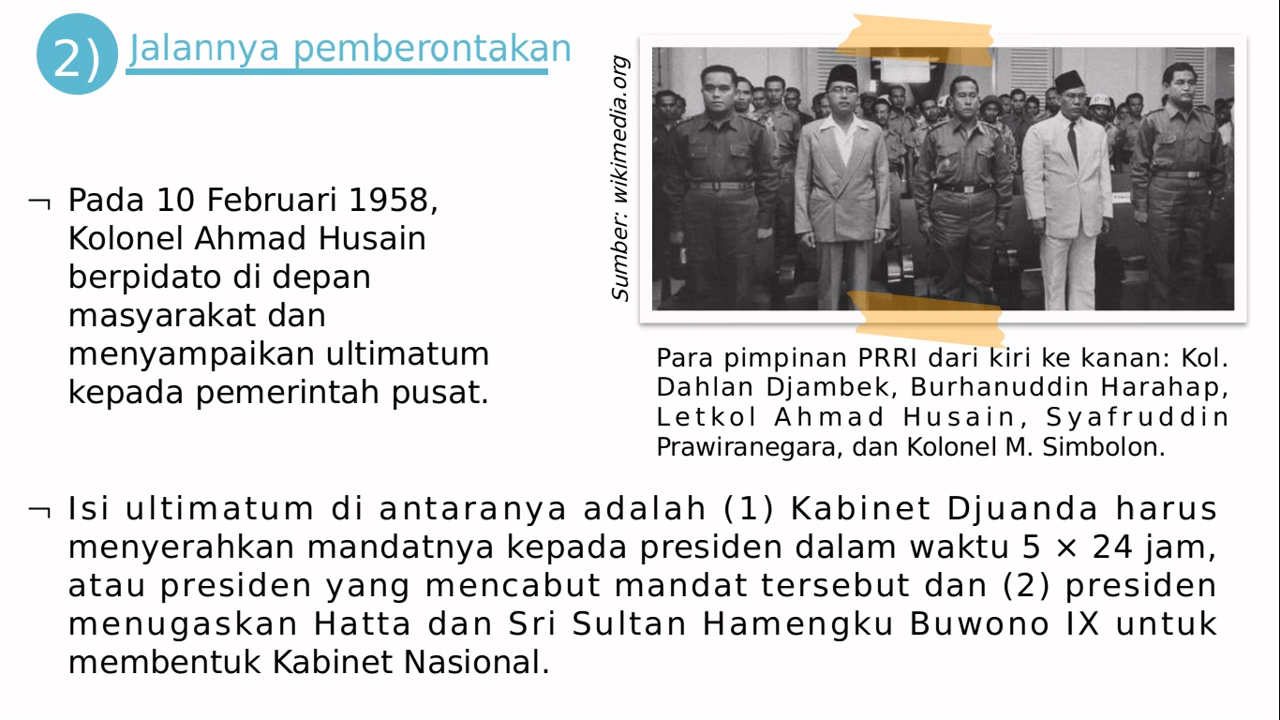 2)
Jalannya pemberontakan
Sumber: wikimedia.org
¬ Pada 10 Februari 1958,
Kolonel Ahmad Husain
berpidato di depan
masyarakat dan
menyampaikan ultimatum
kepada pemerintah pusat.
Para pimpinan PRRI dari kiri ke kanan: Kol.
Dahlan Djambek, Burhanuddin Harahap,
Letkol Ahmad Husain, Syafruddin
Prawiranegara, dan Kolonel M. Simbolon.
¬ Isi ultimatum di antaranya adalah (1) Kabinet Djuanda harus
menyerahkan mandatnya kepada presiden dalam waktu 5 × 24 jam,
atau presiden yang mencabut mandat tersebut dan (2) presiden
menugaskan Hatta dan Sri Sultan Hamengku Buwono IX untuk
membentuk Kabinet Nasional.